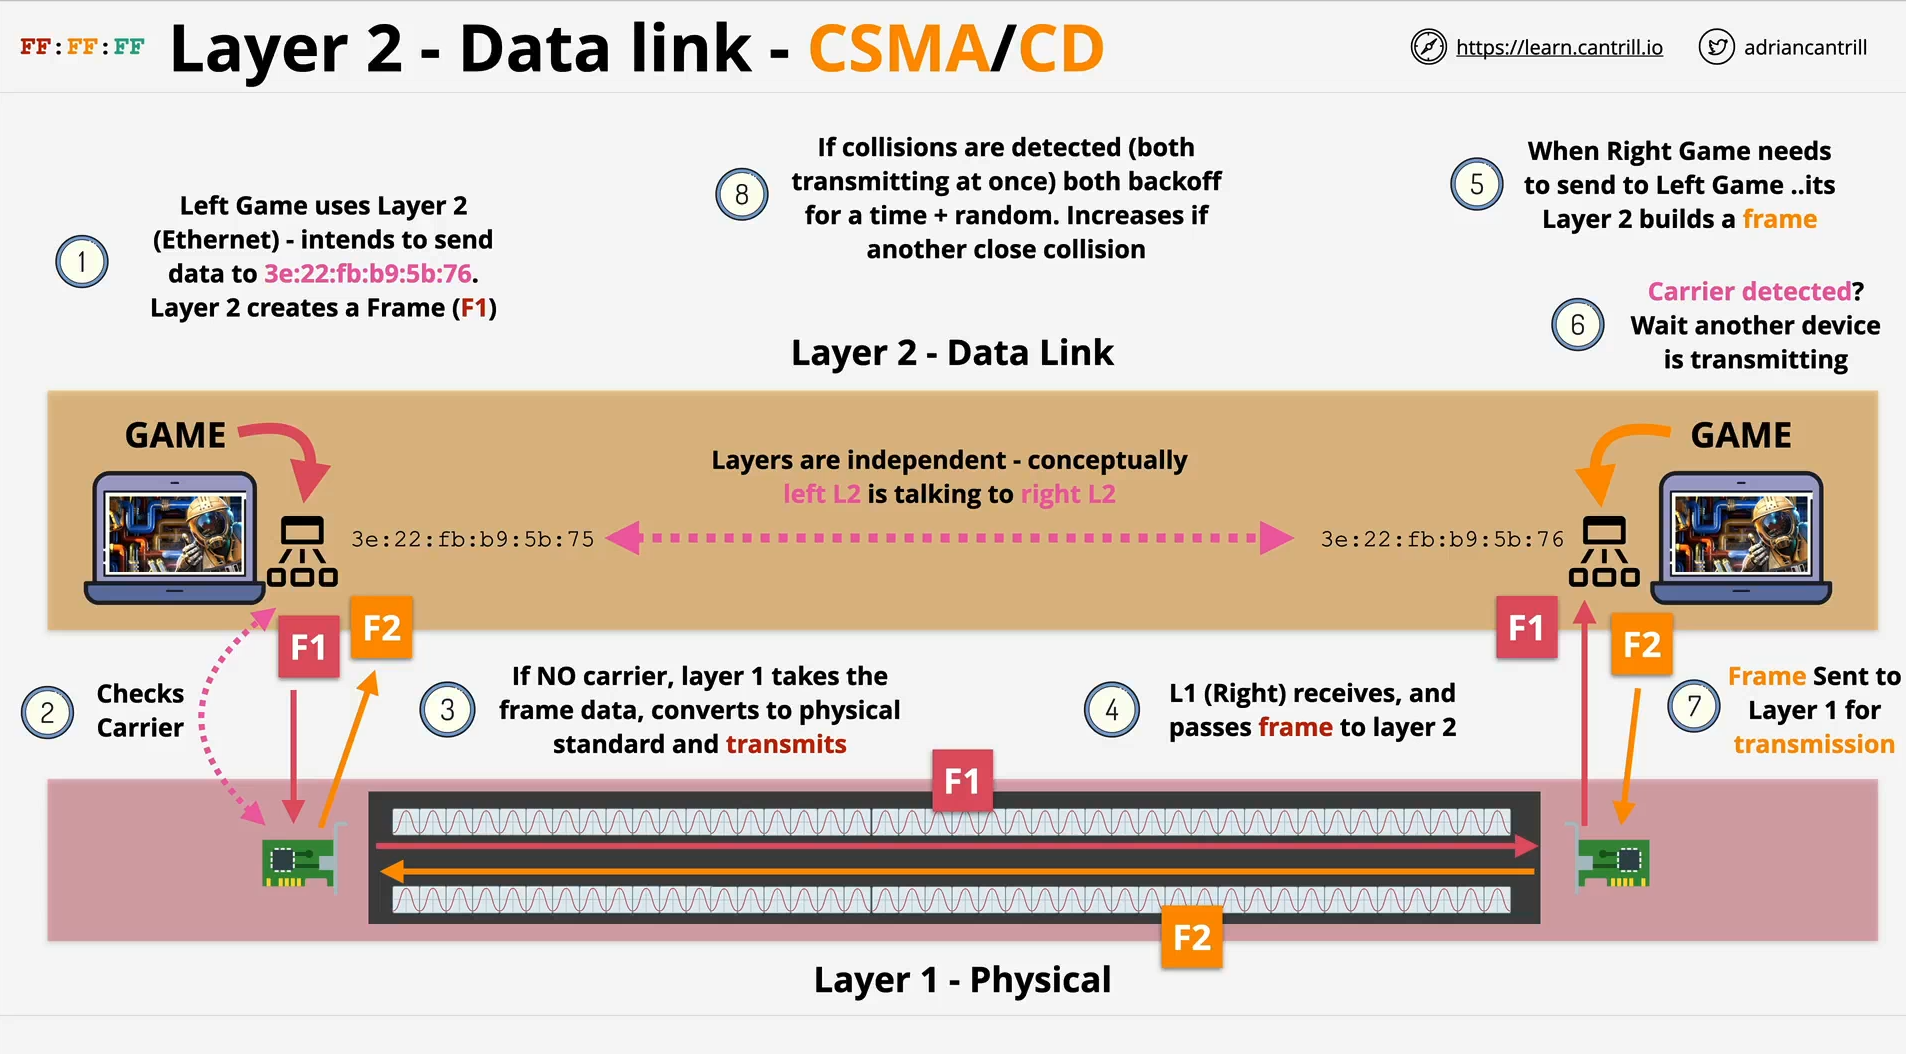 FF:FF:FF
Layer 2 - Data link - CSMA/CD
https://learn.cantrill.io
adriancantrill
1
Left Game uses Layer 2
(Ethernet) - intends to send
data to 3e:22:fb:b9:5b:76.
Layer 2 creates a Frame (F1)
8
If collisions are detected (both
transmitting at once) both backoff
for a time + random. Increases if
another close collision
5
When Right Game needs
to send to Left Game ..its
Layer 2 builds a frame
6
Carrier detected?
Wait another device
is transmitting
Layer 2 - Data Link
GAME
Layers are independent - conceptually
left L2 is talking to right L2
GAME
3e:22:fb:b9:5b:75
3e:22:fb:b9:5b:76
F1
F2
F1
F2
2
Checks
Carrier
3
If NO carrier, layer 1 takes the
frame data, converts to physical
standard and transmits
4
L1 (Right) receives, and
passes frame to layer 2
7
Frame Sent to
Layer 1 for
transmission
F1
F2
Layer 1 - Physical